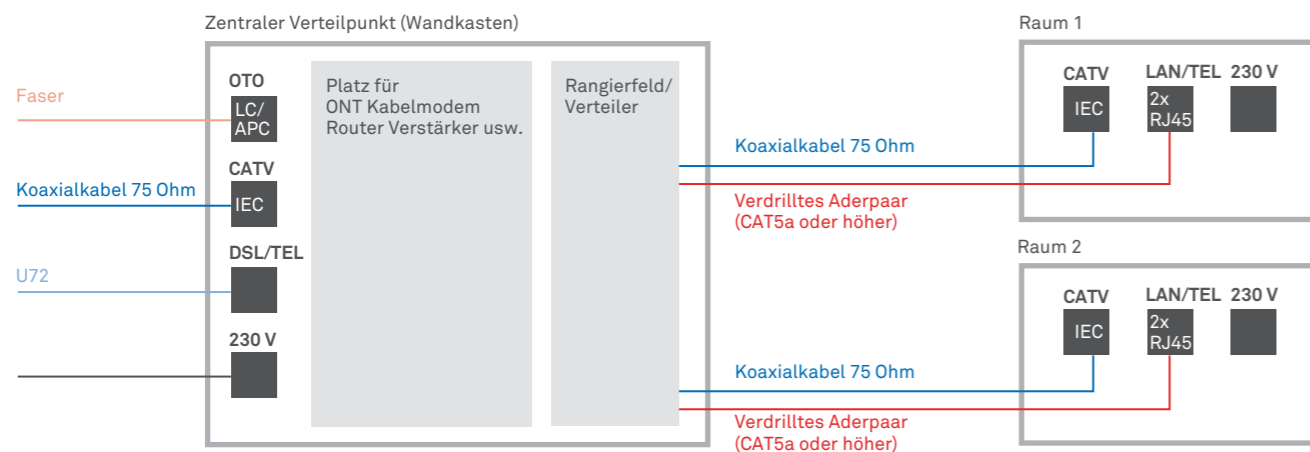 Zentraler Verteilpunkt (Wandkasten)
Faser
Koaxialkabel 75 Ohm
U72
OTO
LC/
APC
CATV
IEC
DSL/TEL
230 V
Platz für
ONT Kabelmodem
Router Verstärker usw.
Rangierfeld/
Verteiler
Koaxialkabel 75 Ohm
Verdrilltes Aderpaar
(CAT5a oder höher)
Koaxialkabel 75 Ohm
Verdrilltes Aderpaar
(CAT5a oder höher)
Raum 1
CATV LAN/TEL 230 V
IEC
2x
RJ45
Raum 2
CATV LAN/TEL 230 V
IEC
2x
RJ45